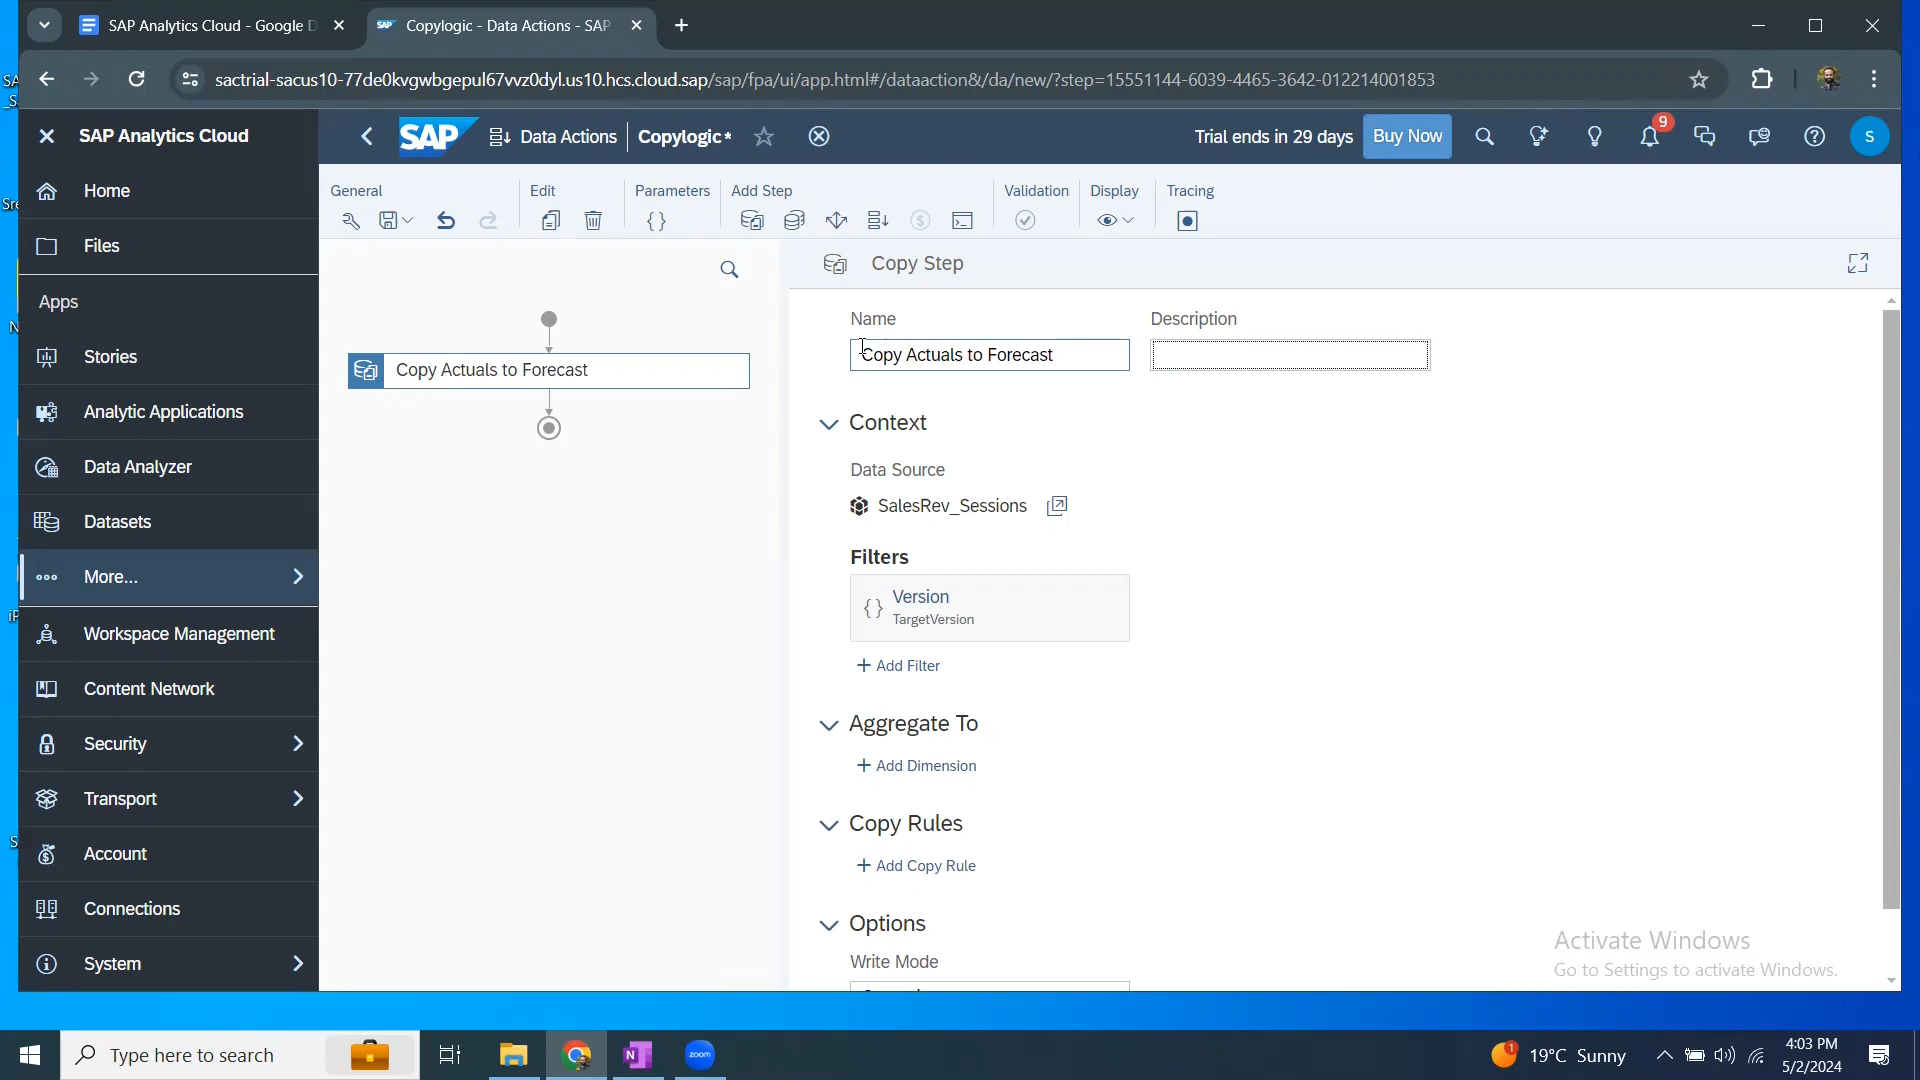 SAP Analytics Cloud - Google D
Copylogic - Data Actions - SAP
sactrial-sacus10-77de0kvgwbgepul67vvz0dyl.us10.hcs.cloud.sap/sap/fpa/ui/app.html#/dataaction&/da/new/?step=15551144-6039-4465-3642-012214001853
SAP Analytics Cloud
SAP
Data Actions
Copylogic*
Trial ends in 29 days
Buy Now
9
S
Home
Files
Apps
Stories
Analytic Applications
Data Analyzer
Datasets
More...
Workspace Management
Content Network
Security
Transport
Account
Connections
System
General
Edit
Parameters
Add Step
Validation
Display
Tracing
Copy Actuals to Forecast
Copy Step
Name
Description
Copy Actuals to Forecast
Context
Data Source
SalesRev_Sessions
Filters
Version
TargetVersion
+ Add Filter
Aggregate To
+ Add Dimension
Copy Rules
+ Add Copy Rule
Options
Write Mode
Activate Windows
Go to Settings to activate Windows.
Type here to search
zoom
1
19°C Sunny
4:03 PM
5/2/2024